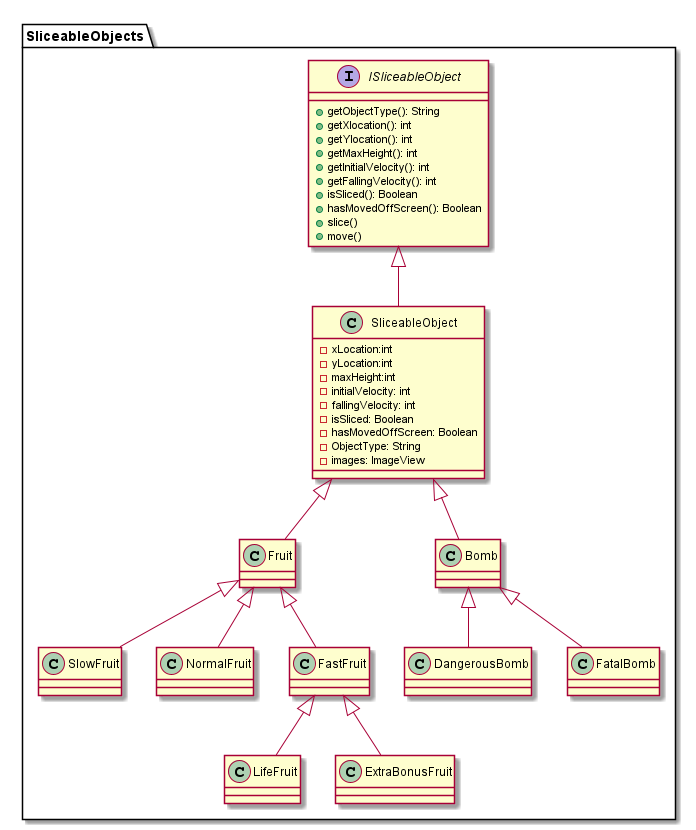 SliceableObjects
I ISliceableObject
getObjectType(): String
getXlocation(): int
getYlocation(): int
getMaxHeight(): int
getInitialVelocity(): int
getFallingVelocity(): int
isSliced(): Boolean
hasMovedOffScreen(): Boolean
slice()
move()
C SliceableObject
xLocation:int
yLocation:int
maxHeight:int
initialVelocity: int
fallingVelocity: int
isSliced: Boolean
hasMovedOffScreen: Boolean
ObjectType: String
images: ImageView
C Fruit
C Bomb
C SlowFruit
C NormalFruit
C FastFruit
C DangerousBomb
C FatalBomb
C LifeFruit
C ExtraBonusFruit